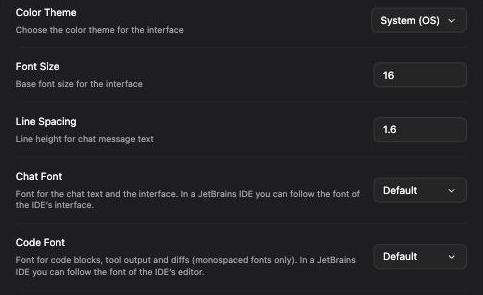 Color Theme
System (OS)
Choose the color theme for the interface
Font Size
16
Base font size for the interface
Line Spacing
1.6
Line height for chat message text
Chat Font
Default
Font for the chat text and the interface. In a JetBrains IDE you can follow the font of
the IDE's interface.
Code Font
Default
Font for code blocks, tool output and diffs (monospaced fonts only). In a JetBrains
IDE you can follow the font of the IDE's editor.